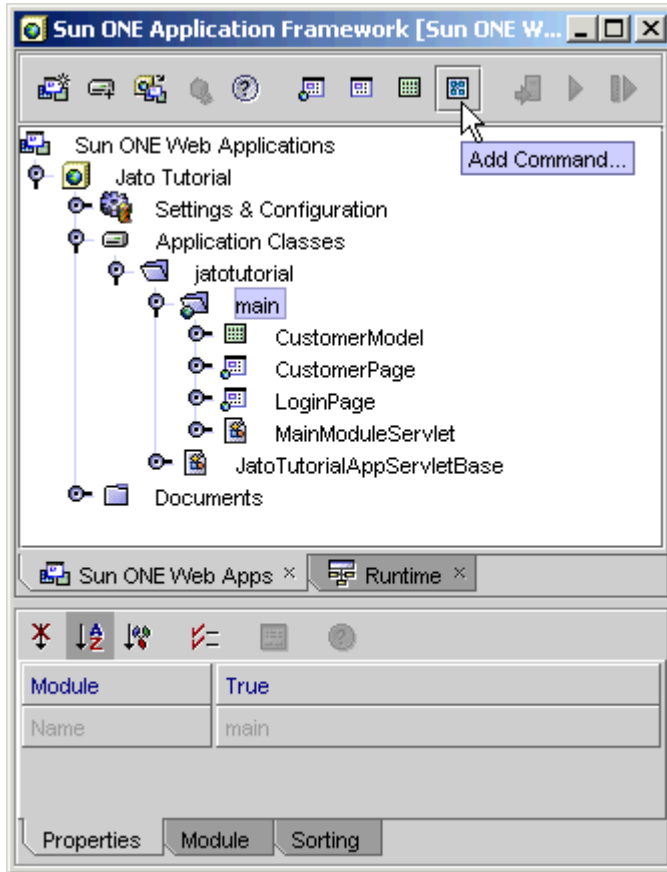 Sun ONE Application Framework [Sun ONE W...
Add Command...
Sun ONE Web Applications
Jato Tutorial
Settings & Configuration
Application Classes
jatotutorial
main
CustomerModel
CustomerPage
LoginPage
MainModuleServlet
JatoTutorialAppServletBase
Documents
Sun ONE Web Apps × Runtime ×
Module True
Name main
Properties Module Sorting